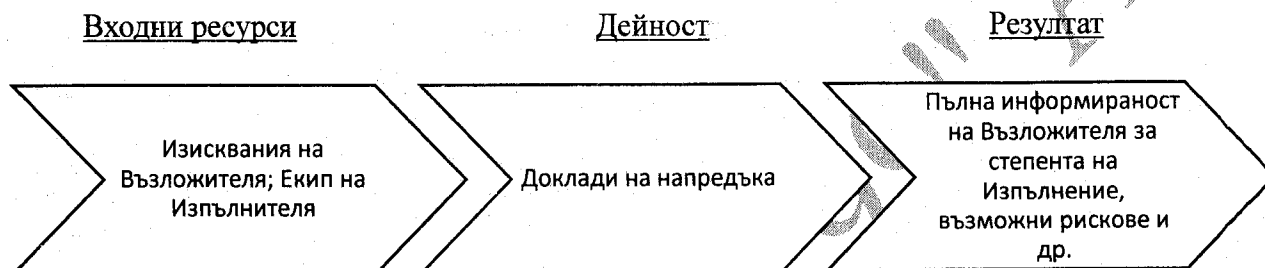 Входни ресурси
Дейност
Резултат
Изисквания на
Възложителя; Екип на
Изпълнителя
Доклади на напредъка
Пълна информираност
на Възложителя за
степента на
Изпълнение,
възможни рискове и
др.